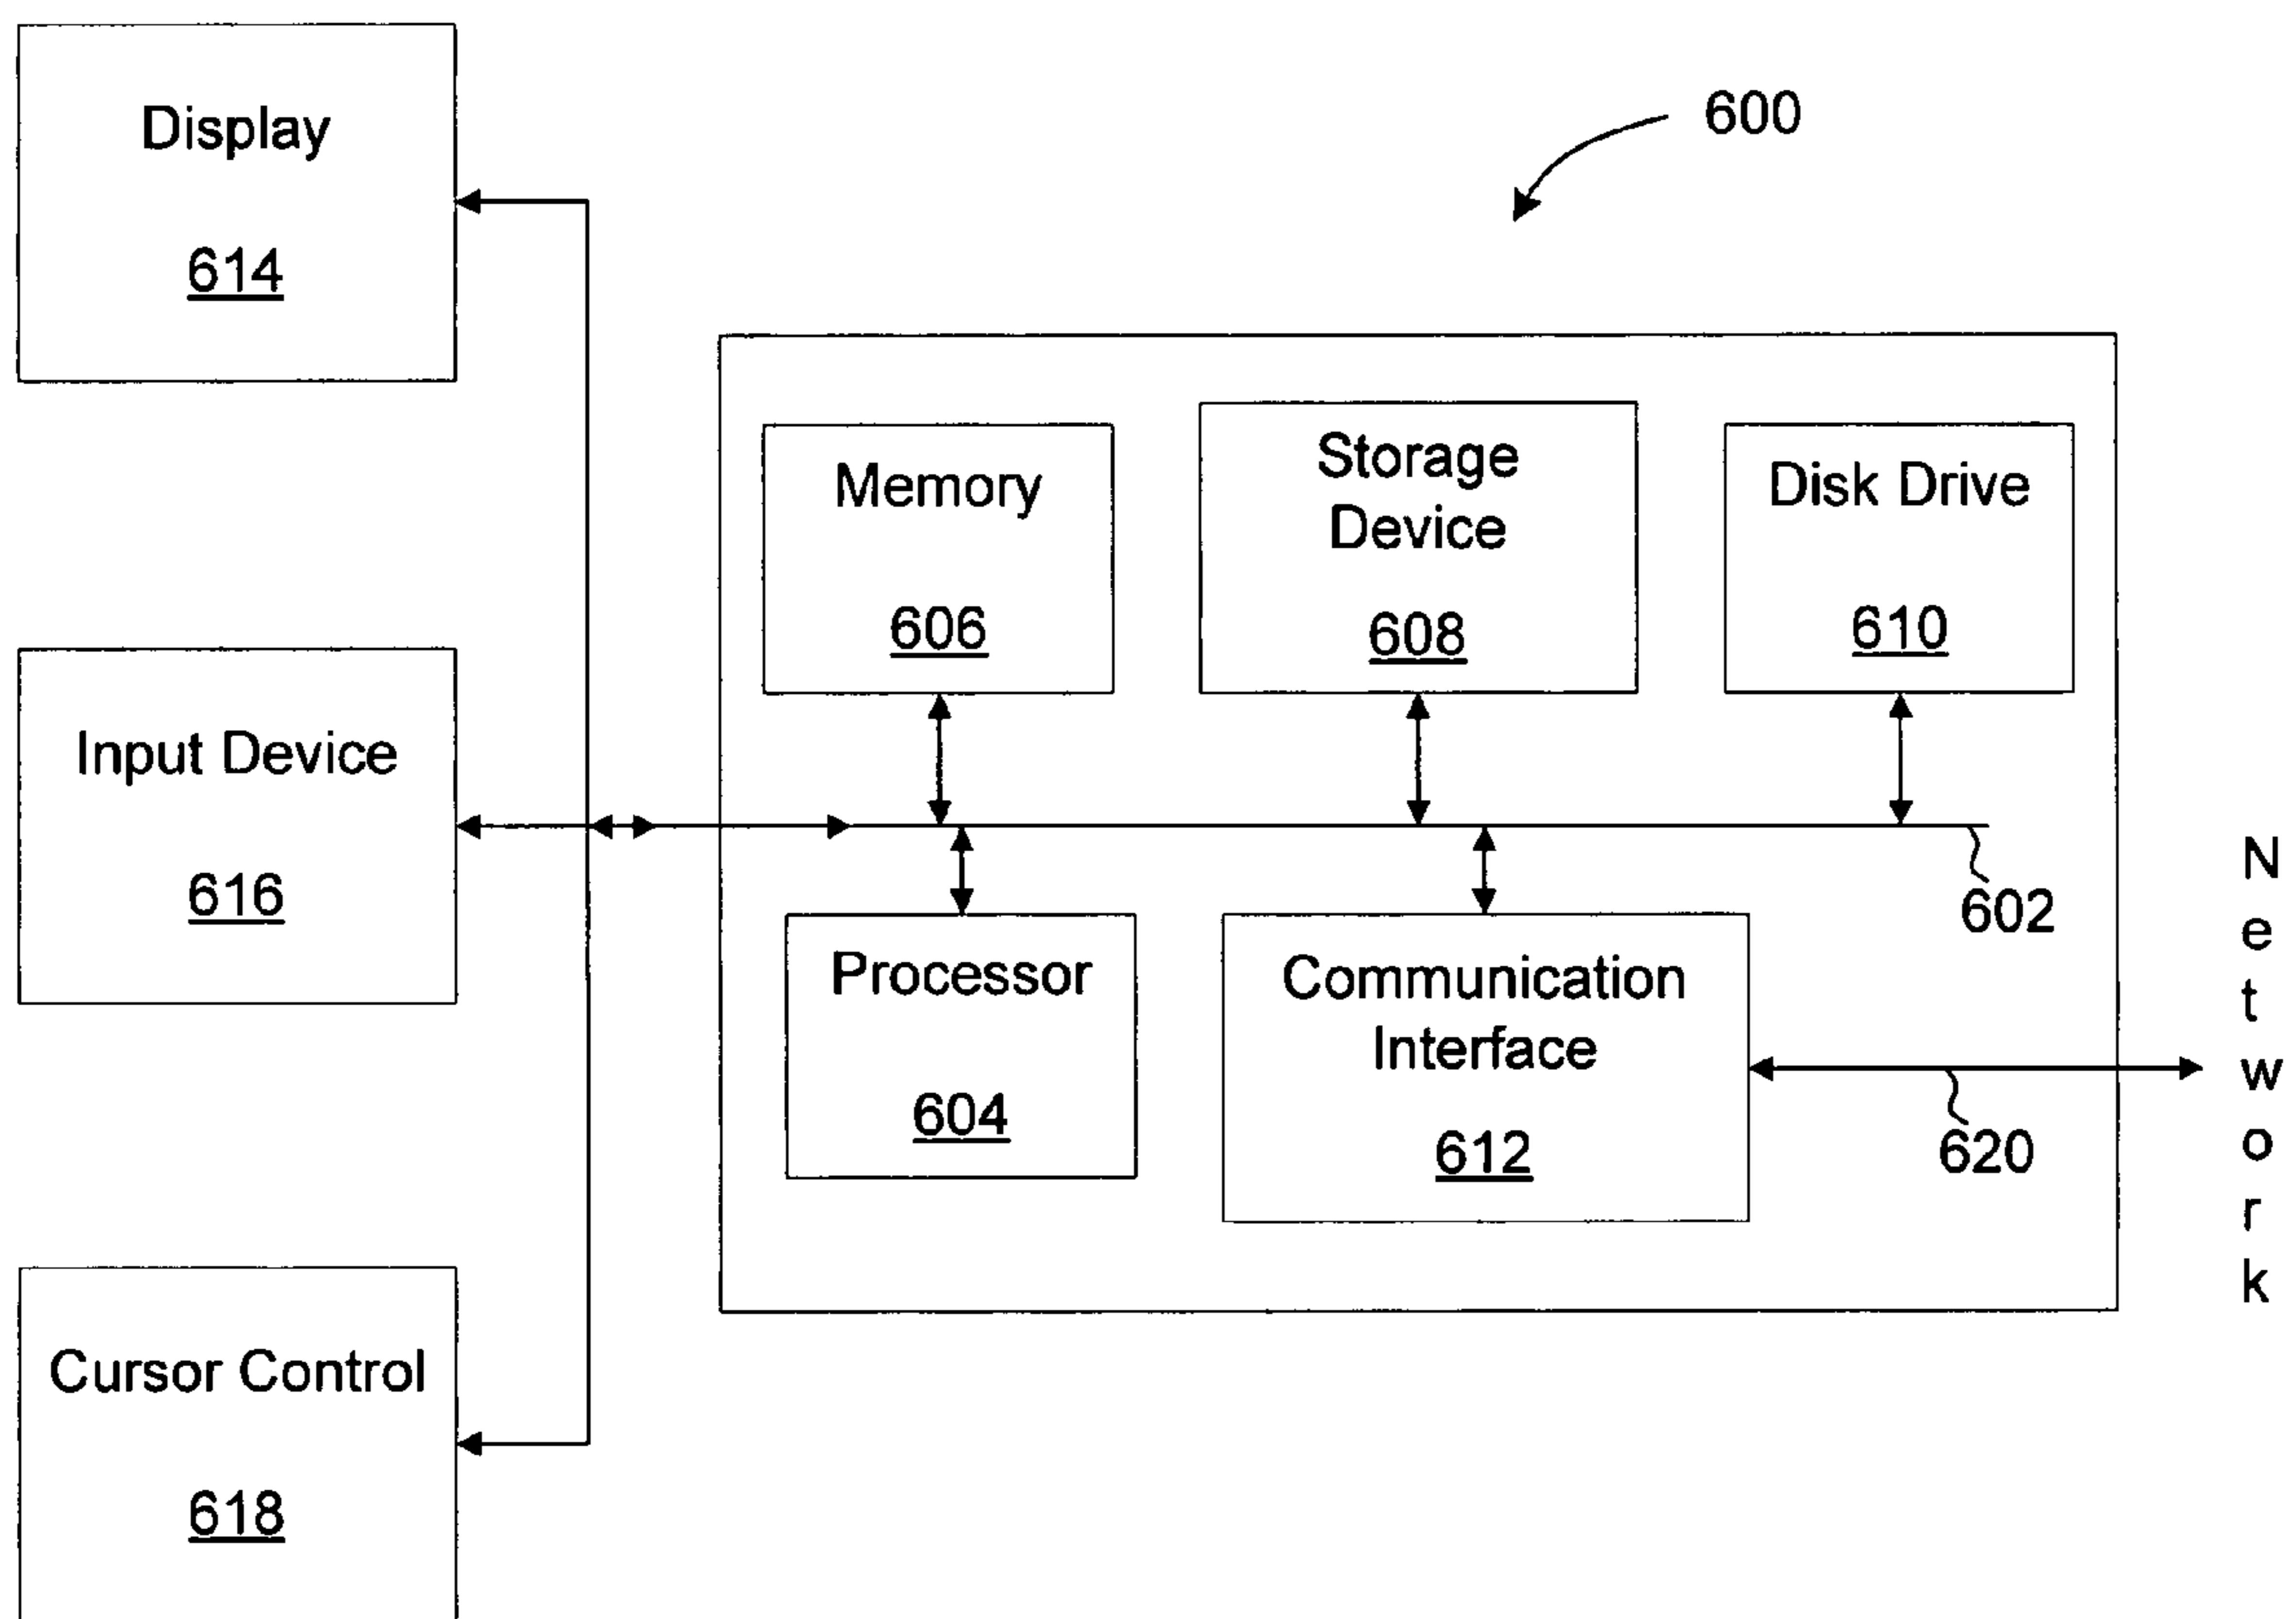 Display
614
600
Memory
606
Storage
Device
608
Disk Drive
610
Input Device
616
602
Processor
604
Communication
Interface
612
620
Network
Cursor Control
618